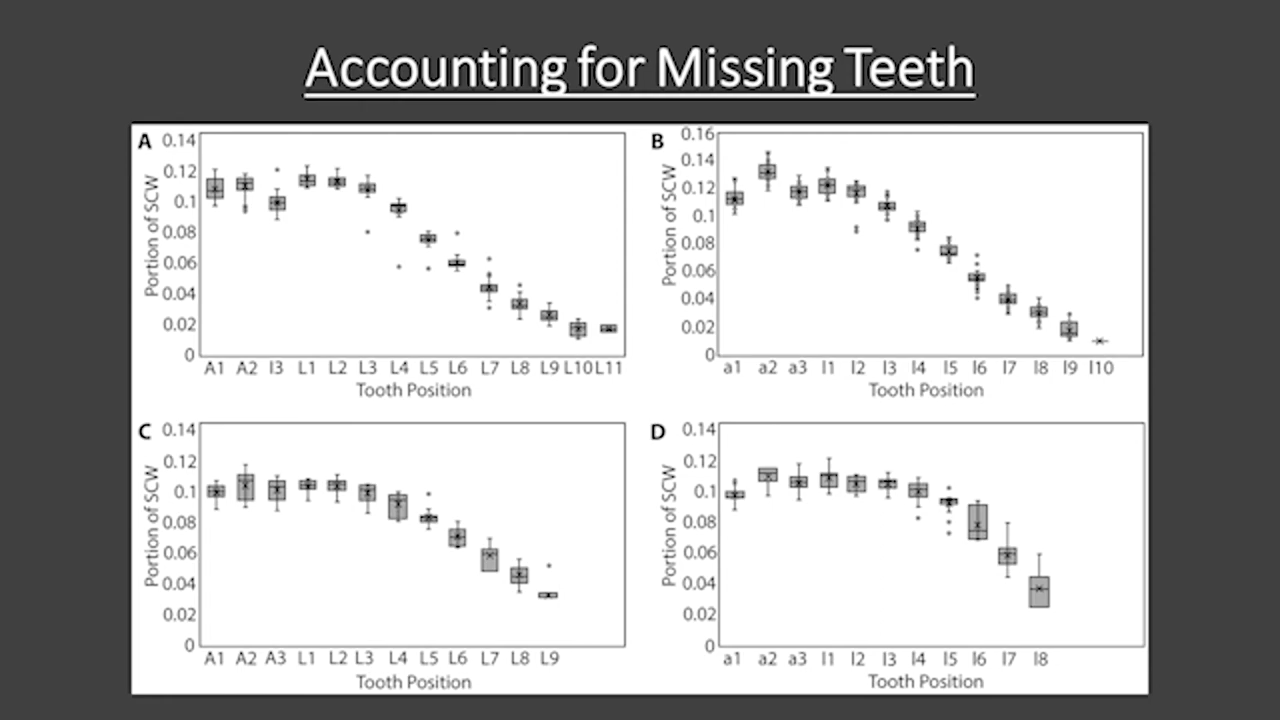 Accounting for Missing Teeth
A
0.14
0.12
0.1
0.08
0.06
0.04
0.02
0
Portion of SCW
A1 A2 I3 L1 L2 L3 L4 L5 L6 L7 L8 L9 L10 L11
Tooth Position
B
0.16
0.14
0.12
0.1
0.08
0.06
0.04
0.02
0
Portion of SCW
a1 a2 a3 l1 l2 l3 l4 l5 l6 l7 l8 l9 l10
Tooth Position
C
0.14
0.12
0.1
0.08
0.06
0.04
0.02
0
Portion of SCW
A1 A2 A3 L1 L2 L3 L4 L5 L6 L7 L8 L9
Tooth Position
D
0.14
0.12
0.1
0.08
0.06
0.04
0.02
0
Portion of SCW
a1 a2 a3 l1 l2 l3 l4 l5 l6 l7 l8
Tooth Position